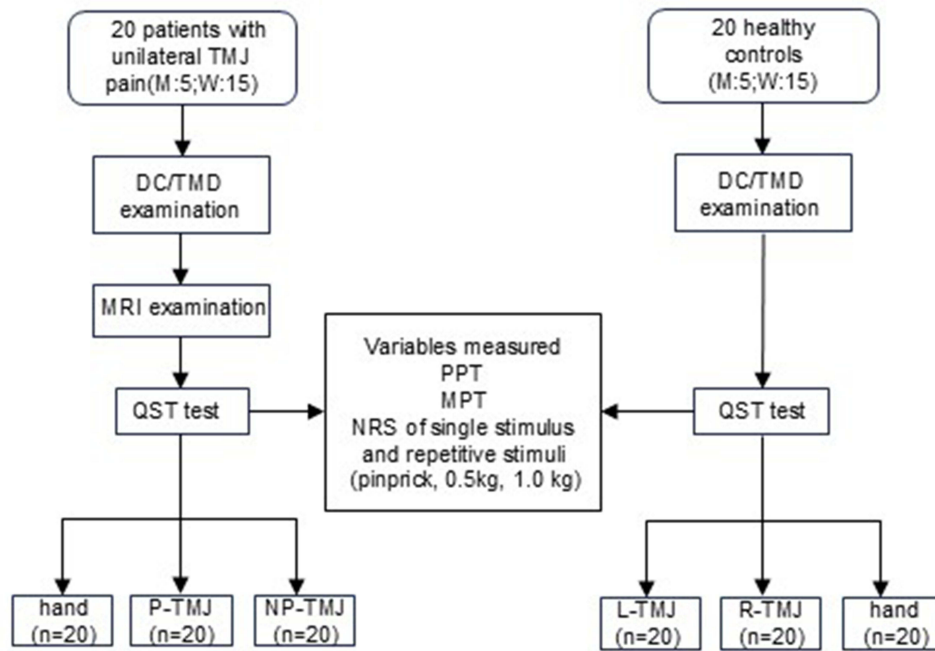 20 patients with
unilateral TMJ
pain(M:5;W:15)
20 healthy
controls
(M:5;W:15)
DC/TMD
examination
DC/TMD
examination
MRI examination
Variables measured
PPT
MPT
NRS of single stimulus
and repetitive stimuli
(pinprick, 0.5kg, 1.0 kg)
QST test
QST test
hand
(n=20)
P-TMJ
(n=20)
NP-TMJ
(n=20)
L-TMJ
(n=20)
R-TMJ
(n=20)
hand
(n=20)